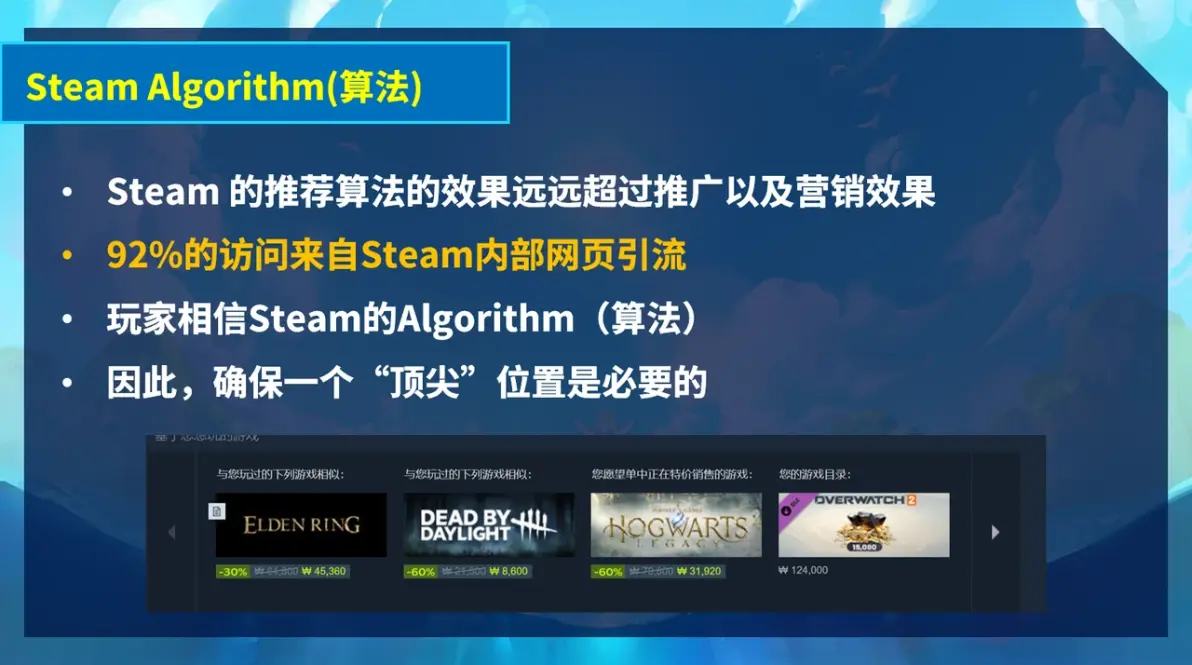 Steam Algorithm(算法)
• Steam 的推荐算法的效果远远超过推广以及营销效果
• 92%的访问来自Steam内部网页引流
• 玩家相信Steam的Algorithm（算法）
• 因此，确保一个“顶尖”位置是必要的
与您玩过的下列游戏相似： 与您玩过的下列游戏相似： 您愿望单中正在特价销售的游戏： 您的游戏目录：
ELDEN RING
DEAD BY
DAYLIGHT
HOGWARTS
LEGACY
DLC
OVERWATCH 2
15,080
-30% ₩ 64,800 ₩ 45,360 -60% ₩ 21,500 ₩ 8,600 -60% ₩ 79,800 ₩ 31,920 ₩ 124,000